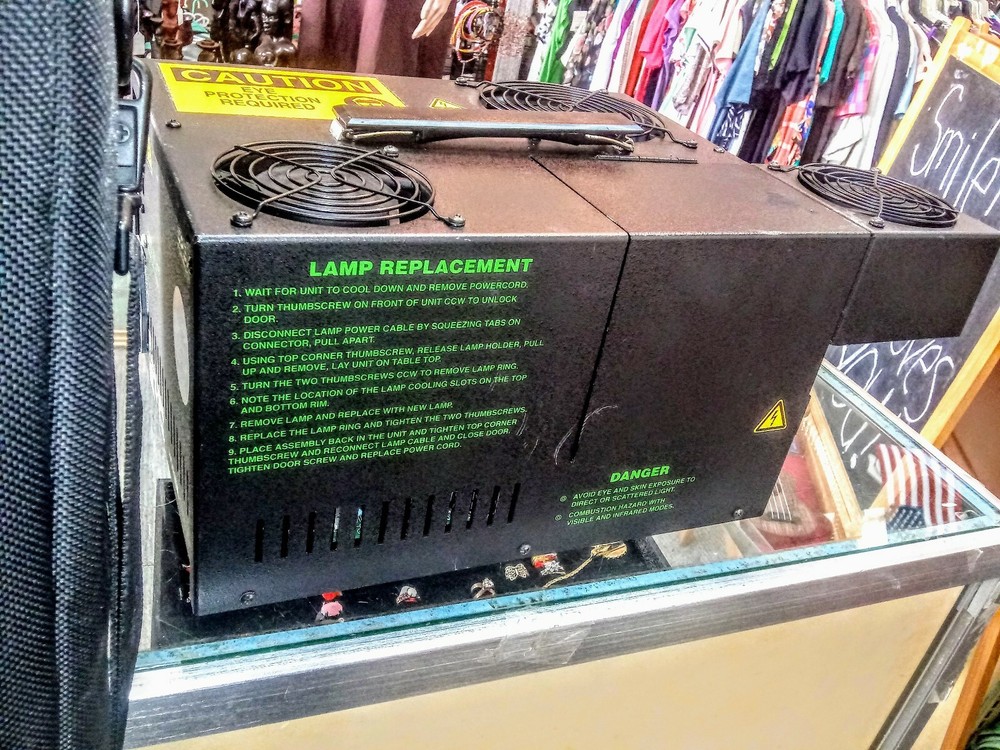 CAUTION
EYE
PROTECTION
REQUIRED
LAMP REPLACEMENT
1. WAIT FOR UNIT TO COOL DOWN AND REMOVE POWERCORD.
2. TURN THUMBSCREW ON FRONT OF UNIT CCW TO UNLOCK
DOOR.
3. DISCONNECT LAMP POWER CABLE BY SQUEEZING TABS ON
CONNECTOR, PULL APART.
4. USING TOP CORNER THUMBSCREW, RELEASE LAMP HOLDER, PULL
UP AND REMOVE, LAY UNIT ON TABLE TOP.
5. TURN THE TWO THUMBSCREWS CCW TO REMOVE LAMP RING.
6. NOTE THE LOCATION OF THE LAMP COOLING SLOTS ON THE TOP
AND BOTTOM RIM.
7. REMOVE LAMP AND REPLACE WITH NEW LAMP.
8. REPLACE THE LAMP RING AND TIGHTEN THE TWO THUMBSCREWS.
9. PLACE ASSEMBLY BACK IN THE UNIT AND TIGHTEN TOP CORNER
THUMBSCREW AND RECONNECT LAMP CABLE AND CLOSE DOOR,
TIGHTEN DOOR SCREW AND REPLACE POWER CORD.
DANGER
AVOID EYE AND SKIN EXPOSURE TO
DIRECT OR SCATTERED LIGHT.
COMBUSTION HAZARD WITH
VISIBLE AND INFRARED MODES.
Smile